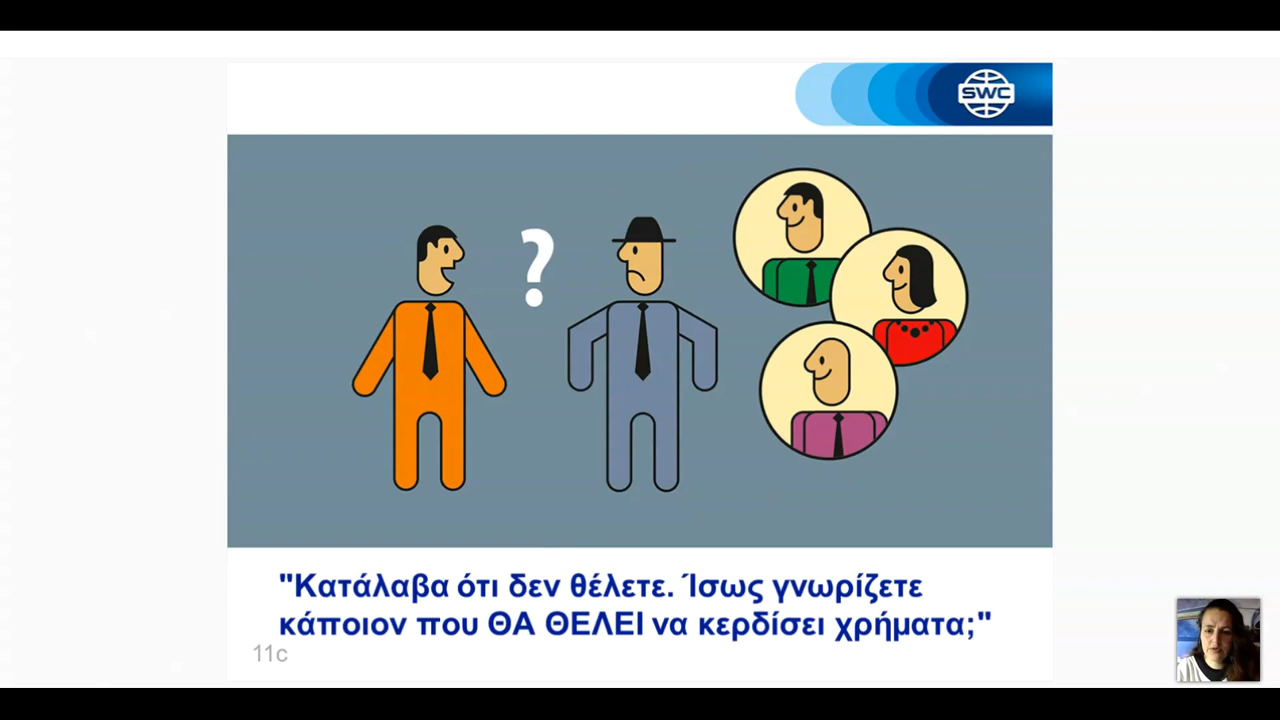 SWC
?
"Κατάλαβα ότι δεν θέλετε. Ίσως γνωρίζετε
κάποιον που ΘΑ ΘΕΛΕΙ να κερδίσει χρήματα;"
11c